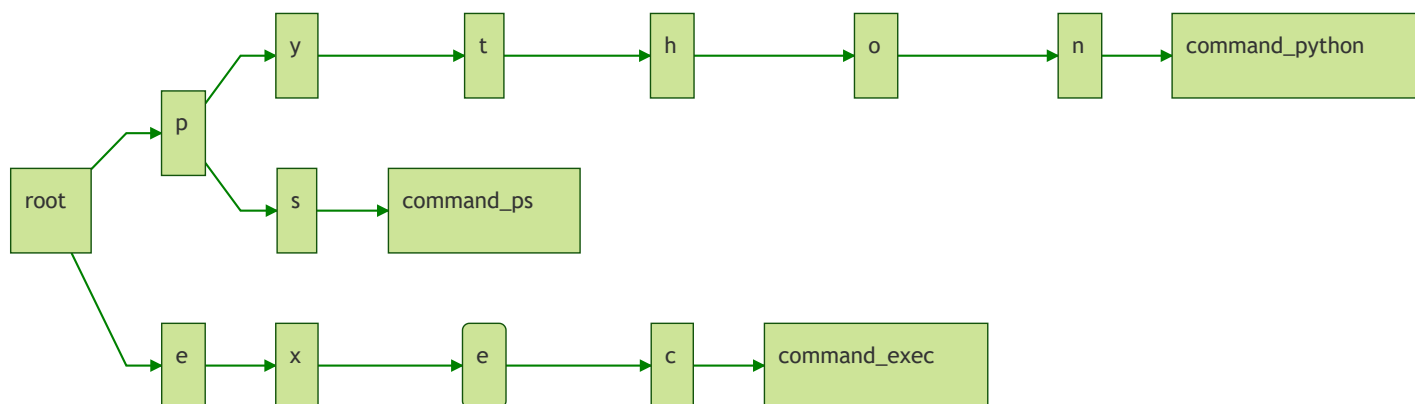 y t h o n command_python
p
root s command_ps
e x e c command_exec